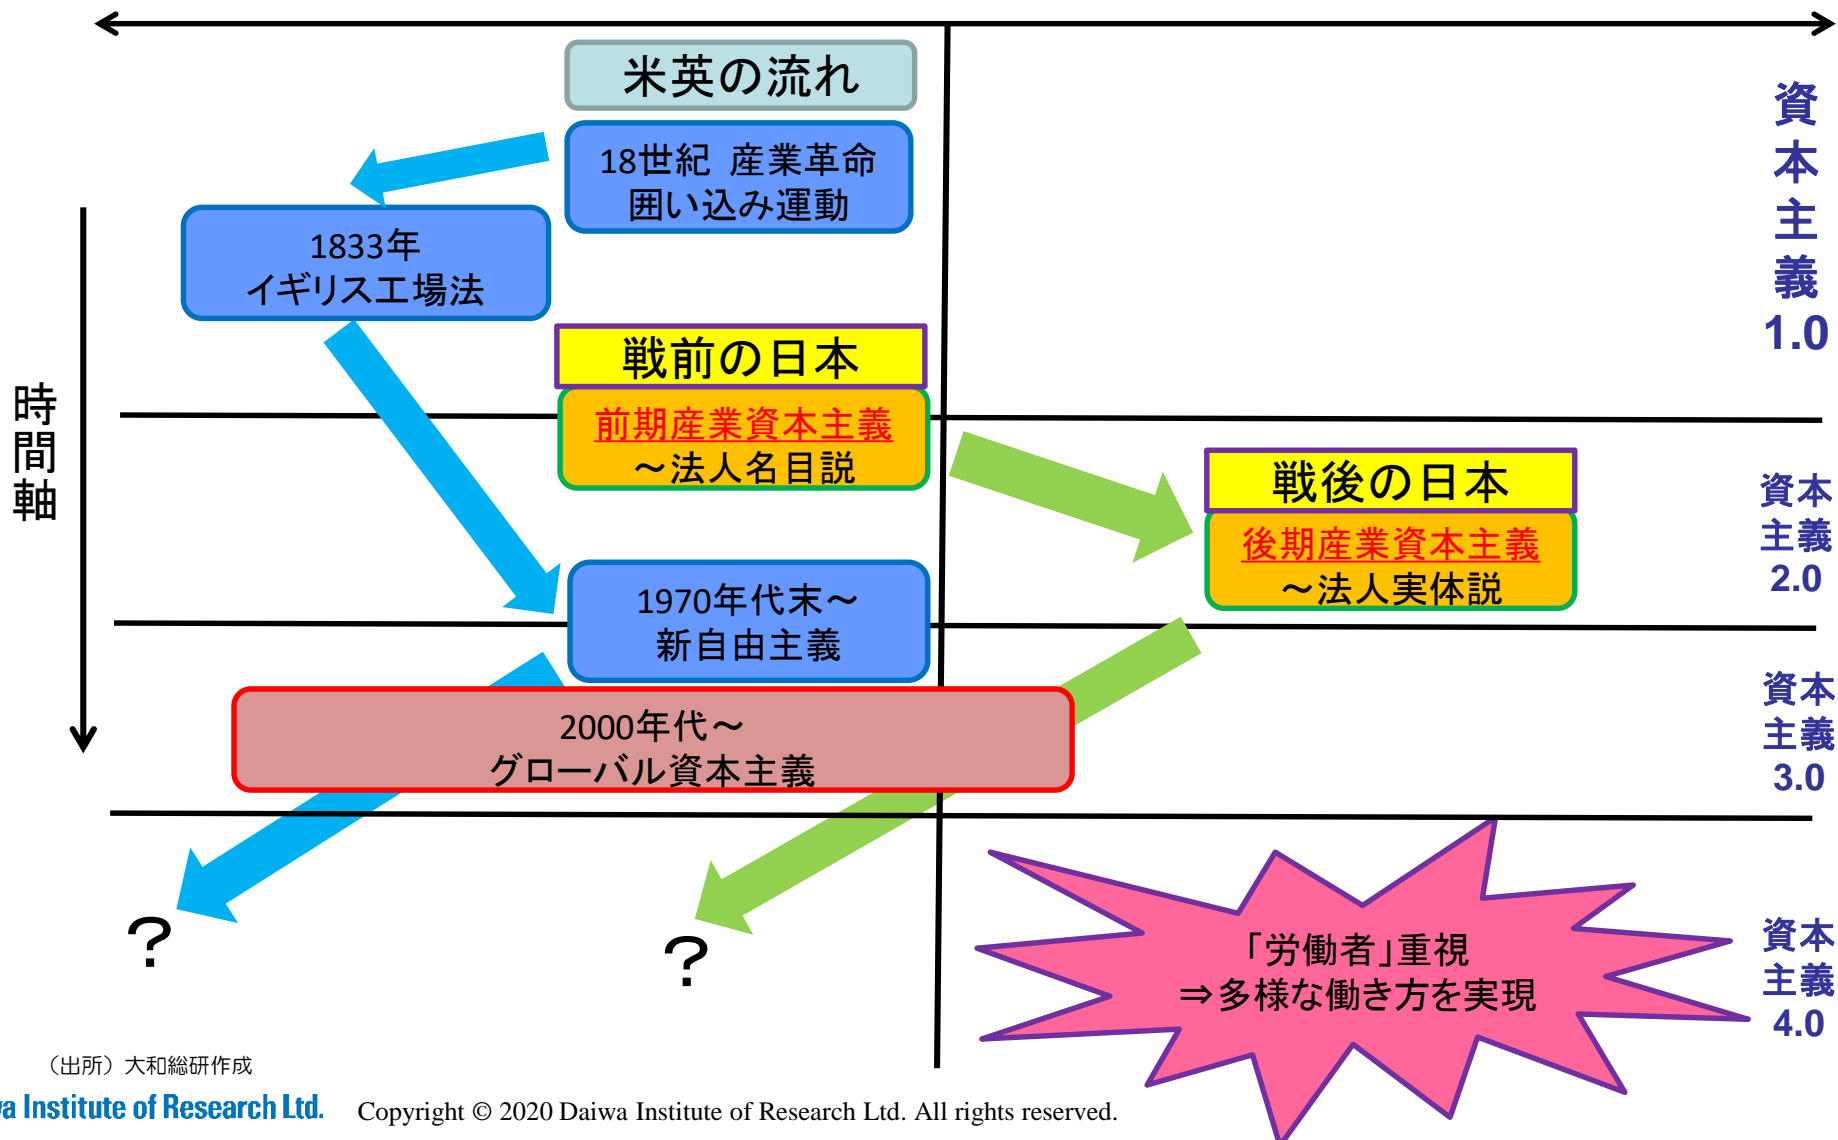 米英の流れ
18世紀 産業革命
囲い込み運動
1833年
イギリス工場法
戦前の日本
前期産業資本主義
～法人名目説
戦後の日本
後期産業資本主義
～法人実体説
1970年代末～
新自由主義
2000年代～
グローバル資本主義
?
?
「労働者」重視
⇒多様な働き方を実現
時
間
軸
資
本
主
義
1.0
資本
主義
2.0
資本
主義
3.0
資本
主義
4.0
（出所）大和総研作成
Institute of Research Ltd.
Copyright © 2020 Daiwa Institute of Research Ltd. All rights reserved.